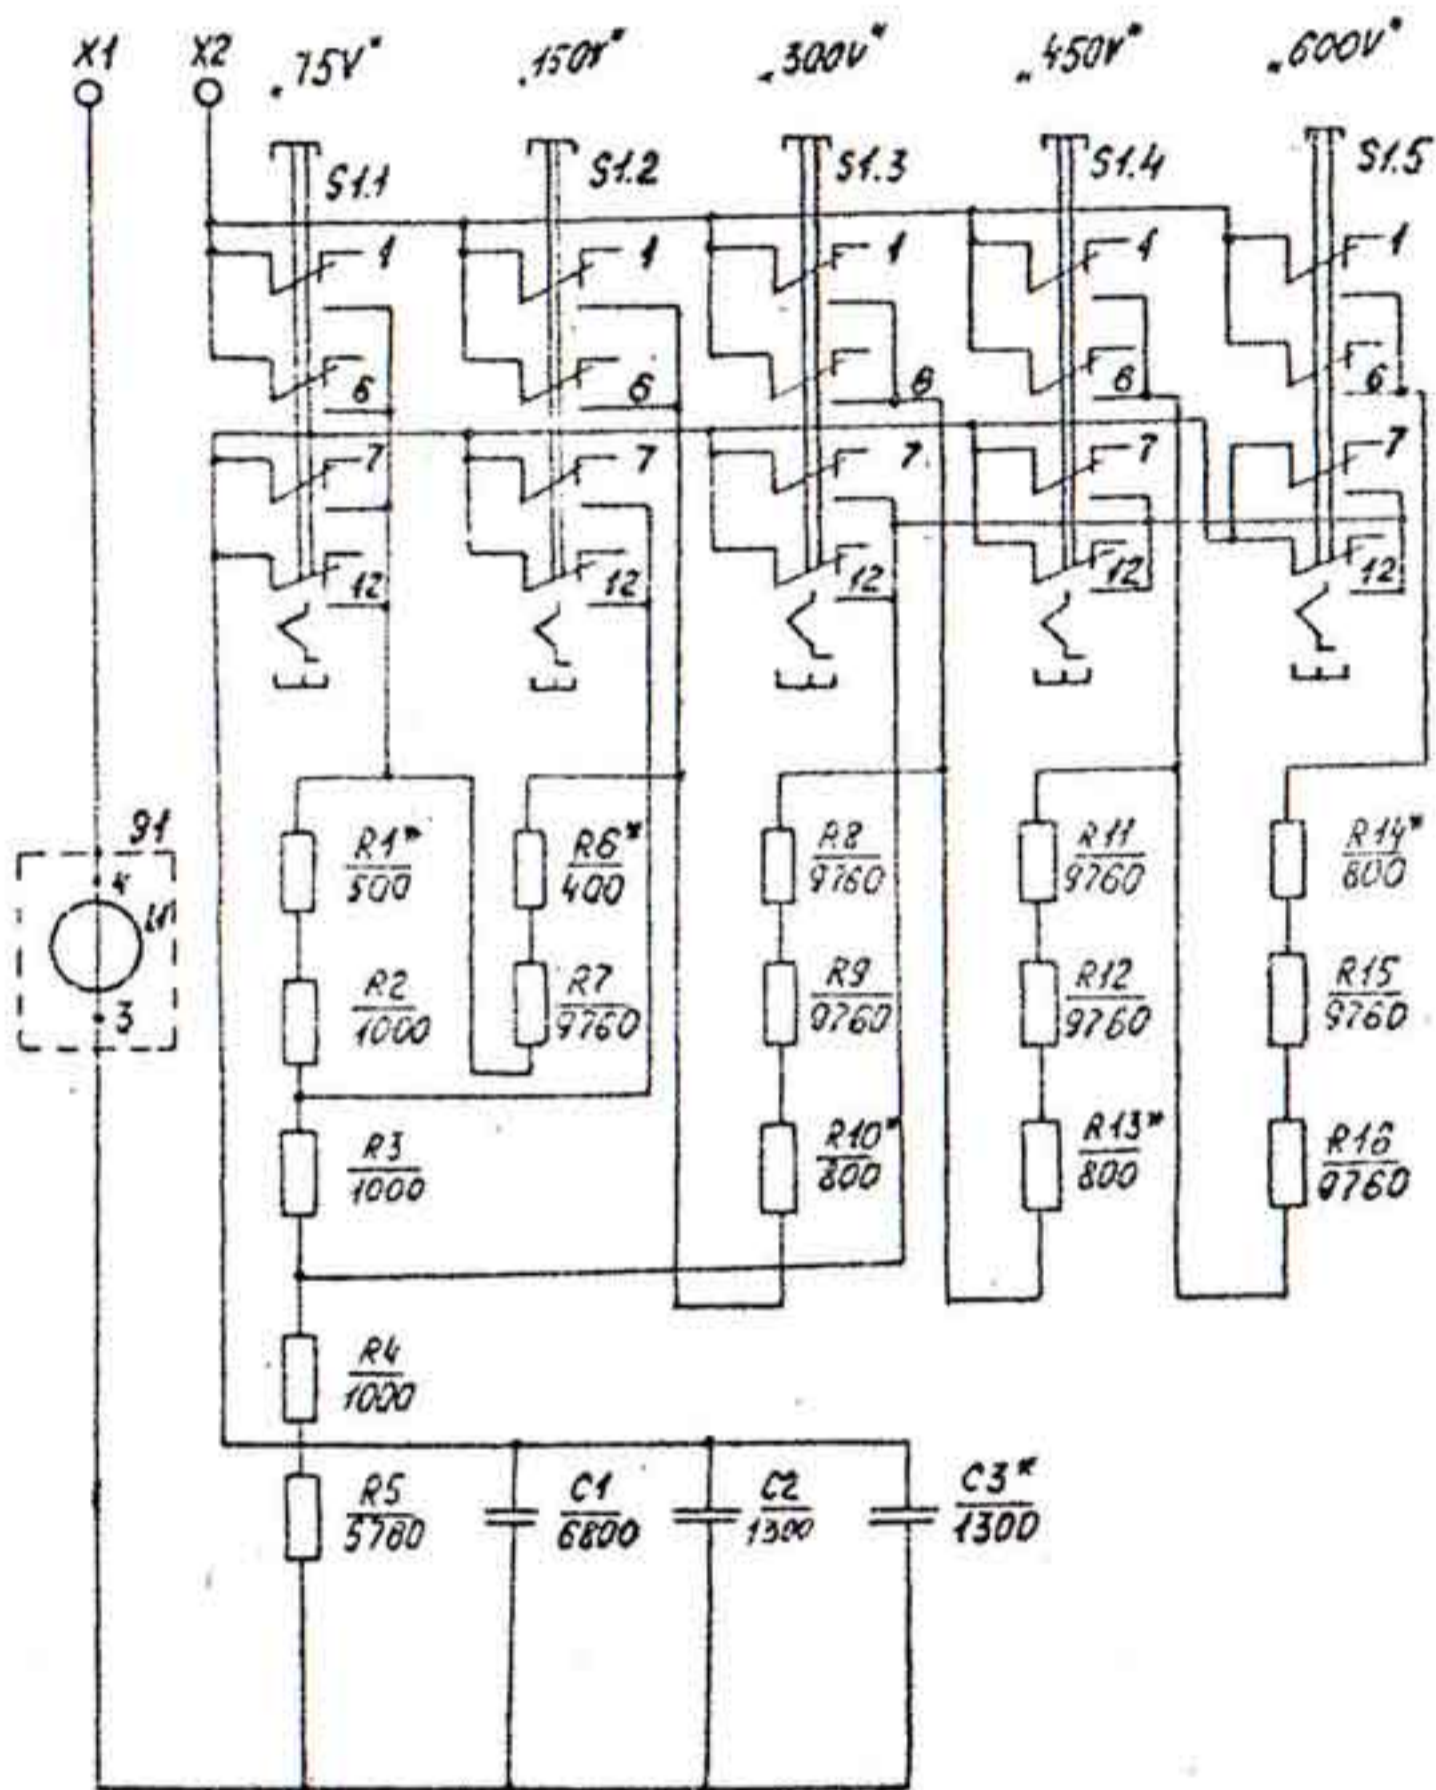 X1 X2 „75V" „150V" „300V" „450V" „600V"
S1.1 S1.2 S1.3 S1.4 S1.5
1 1 1 1 1
6 6 6 6 6
7 7 7 7 7
12 12 12 12 12
91
4
L1
3
R1* R6* R8 R11 R14*
500 400 9760 9760 800
R2 R7 R9 R12 R15
1000 9760 9760 9760 9760
R3 R10* R13* R16
1000 800 800 9760
R4
1000
R5 C1 C2 C3*
5760 6800 1300 1300